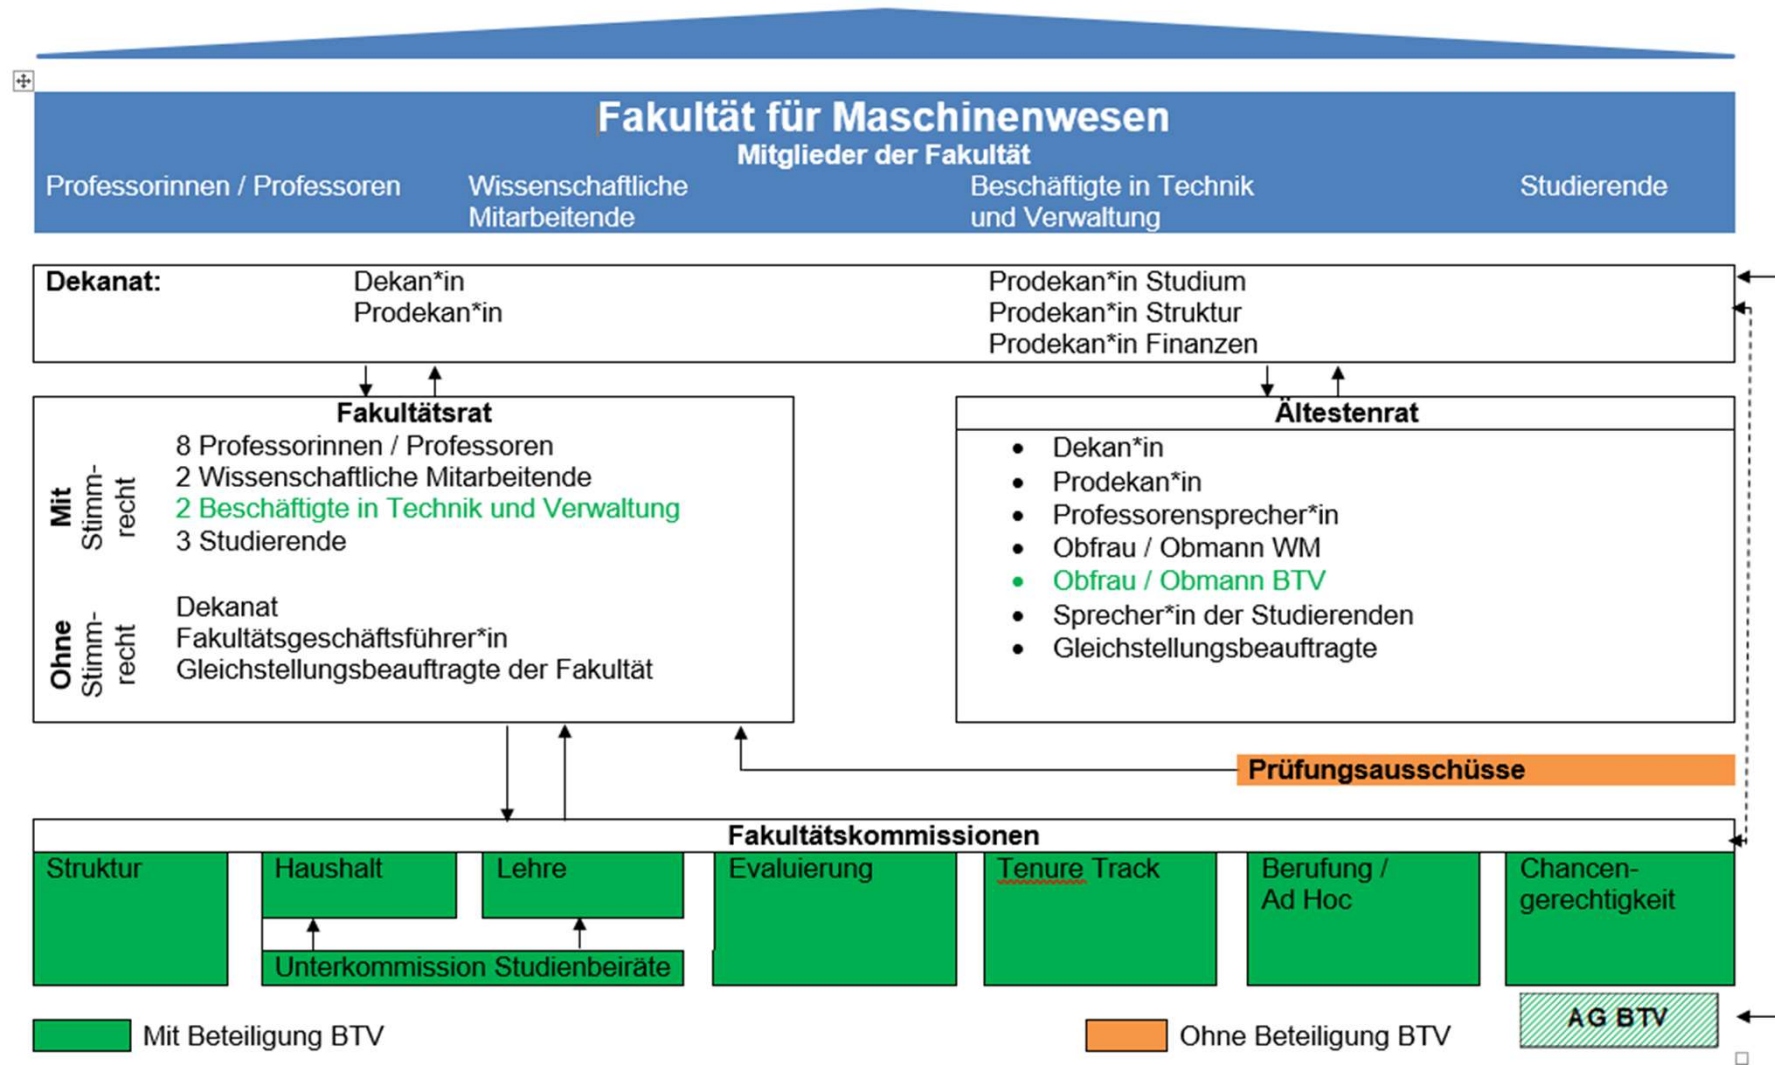 Fakultät für Maschinenwesen
Mitglieder der Fakultät
Professorinnen / Professoren
Wissenschaftliche
Mitarbeitende
Beschäftigte in Technik
und Verwaltung
Studierende
Dekanat:
Dekan*in
Prodekan*in
Prodekan*in Studium
Prodekan*in Struktur
Prodekan*in Finanzen
Fakultätsrat
Mit
Stimm-
recht
8 Professorinnen / Professoren
2 Wissenschaftliche Mitarbeitende
2 Beschäftigte in Technik und Verwaltung
3 Studierende
Ohne
Stimm-
recht
Dekanat
Fakultätsgeschäftsführer*in
Gleichstellungsbeauftragte der Fakultät
Ältestenrat
• Dekan*in
• Prodekan*in
• Professorensprecher*in
• Obfrau / Obmann WM
• Obfrau / Obmann BTV
• Sprecher*in der Studierenden
• Gleichstellungsbeauftragte
Prüfungsausschüsse
Fakultätskommissionen
Struktur
Haushalt
Lehre
Unterkommission Studienbeiräte
Evaluierung
Tenure Track
Berufung /
Ad Hoc
Chancen-
gerechtigkeit
AG BTV
Mit Beteiligung BTV
Ohne Beteiligung BTV